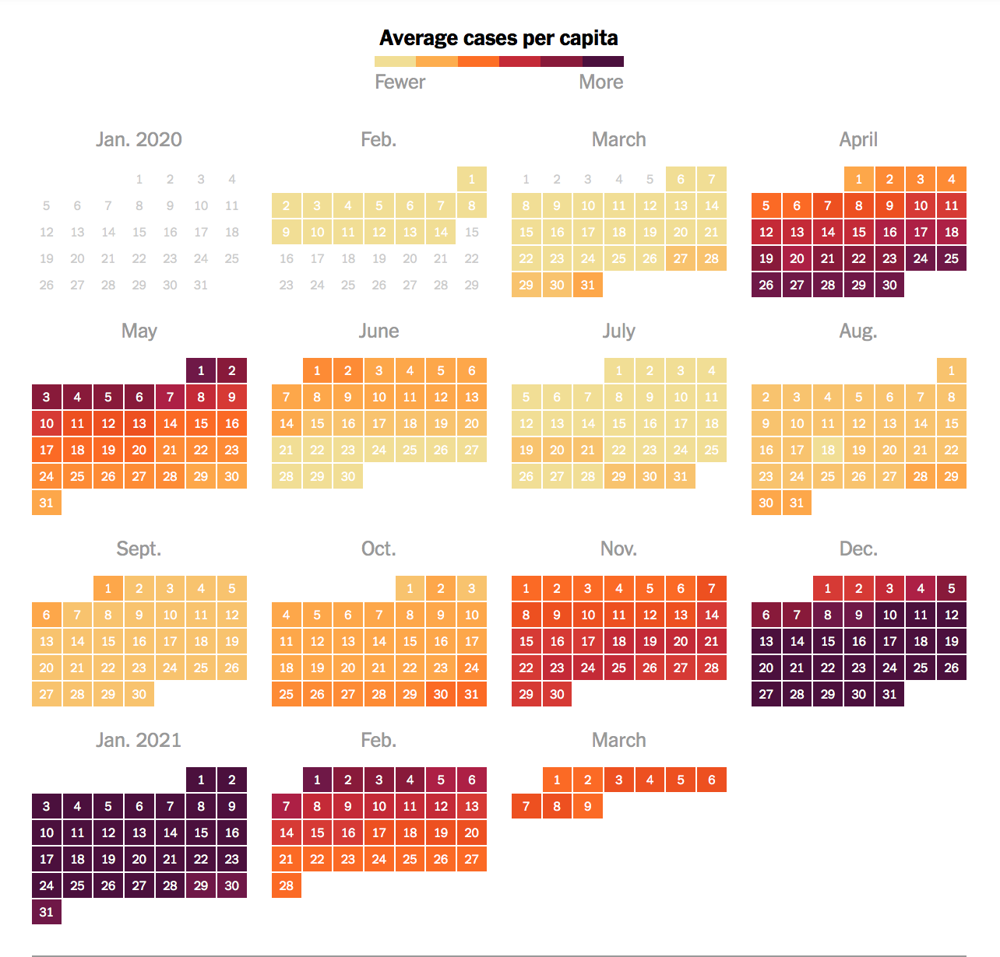 Average cases per capita
Fewer More
Jan. 2020 Feb. March April
1 2 3 4 1 1 2 3 4 5 6 7 1 2 3 4
5 6 7 8 9 10 11 2 3 4 5 6 7 8 8 9 10 11 12 13 14 5 6 7 8 9 10 11
12 13 14 15 16 17 18 9 10 11 12 13 14 15 15 16 17 18 19 20 21 12 13 14 15 16 17 18
19 20 21 22 23 24 25 16 17 18 19 20 21 22 22 23 24 25 26 27 28 19 20 21 22 23 24 25
26 27 28 29 30 31 23 24 25 26 27 28 29 29 30 31 26 27 28 29 30
May June July Aug.
1 2 1 2 3 4 5 6 1 2 3 4 1
3 4 5 6 7 8 9 7 8 9 10 11 12 13 5 6 7 8 9 10 11 2 3 4 5 6 7 8
10 11 12 13 14 15 16 14 15 16 17 18 19 20 12 13 14 15 16 17 18 9 10 11 12 13 14 15
17 18 19 20 21 22 23 21 22 23 24 25 26 27 19 20 21 22 23 24 25 16 17 18 19 20 21 22
24 25 26 27 28 29 30 28 29 30 26 27 28 29 30 31 23 24 25 26 27 28 29
31 30 31
Sept. Oct. Nov. Dec.
1 2 3 4 5 1 2 3 1 2 3 4 5 6 7 1 2 3 4 5
6 7 8 9 10 11 12 4 5 6 7 8 9 10 8 9 10 11 12 13 14 6 7 8 9 10 11 12
13 14 15 16 17 18 19 11 12 13 14 15 16 17 15 16 17 18 19 20 21 13 14 15 16 17 18 19
20 21 22 23 24 25 26 18 19 20 21 22 23 24 22 23 24 25 26 27 28 20 21 22 23 24 25 26
27 28 29 30 25 26 27 28 29 30 31 29 30 27 28 29 30 31
Jan. 2021 Feb. March
1 2 1 2 3 4 5 6 1 2 3 4 5 6
3 4 5 6 7 8 9 7 8 9 10 11 12 13 7 8 9
10 11 12 13 14 15 16 14 15 16 17 18 19 20
17 18 19 20 21 22 23 21 22 23 24 25 26 27
24 25 26 27 28 29 30 28
31